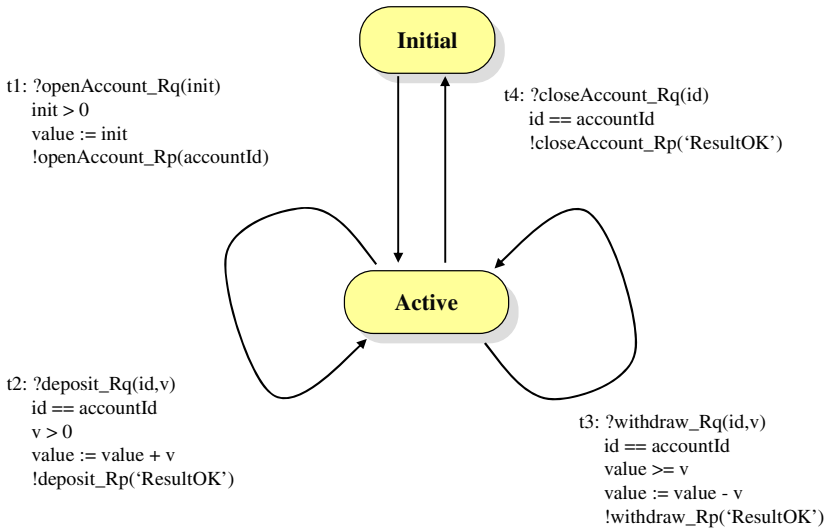 Initial
t1: ?openAccount_Rq(init)
init > 0
value := init
!openAccount_Rp(accountId)
t4: ?closeAccount_Rq(id)
id == accountId
!closeAccount_Rp(‘ResultOK’)
Active
t2: ?deposit_Rq(id,v)
id == accountId
v > 0
value := value + v
!deposit_Rp(‘ResultOK’)
t3: ?withdraw_Rq(id,v)
id == accountId
value >= v
value := value - v
!withdraw_Rp(‘ResultOK’)